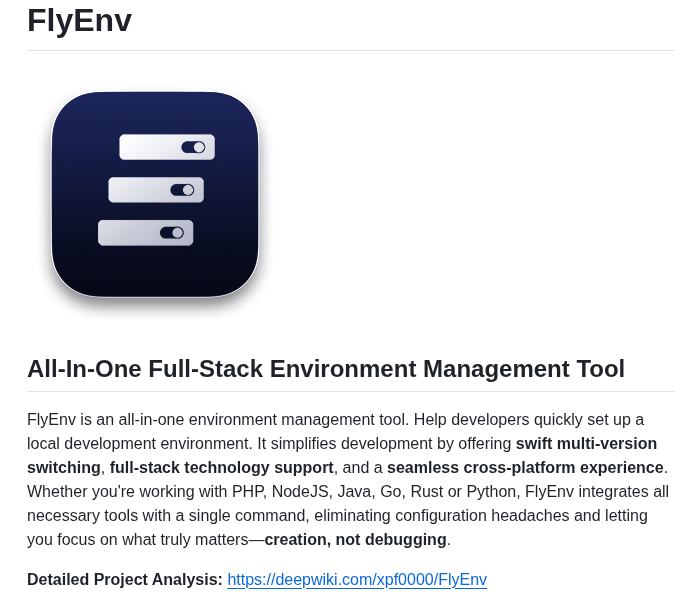 FlyEnv
All-In-One Full-Stack Environment Management Tool
FlyEnv is an all-in-one environment management tool. Help developers quickly set up a
local development environment. It simplifies development by offering swift multi-version
switching, full-stack technology support, and a seamless cross-platform experience.
Whether you're working with PHP, NodeJS, Java, Go, Rust or Python, FlyEnv integrates all
necessary tools with a single command, eliminating configuration headaches and letting
you focus on what truly matters—creation, not debugging.
Detailed Project Analysis: https://deepwiki.com/xpf0000/FlyEnv